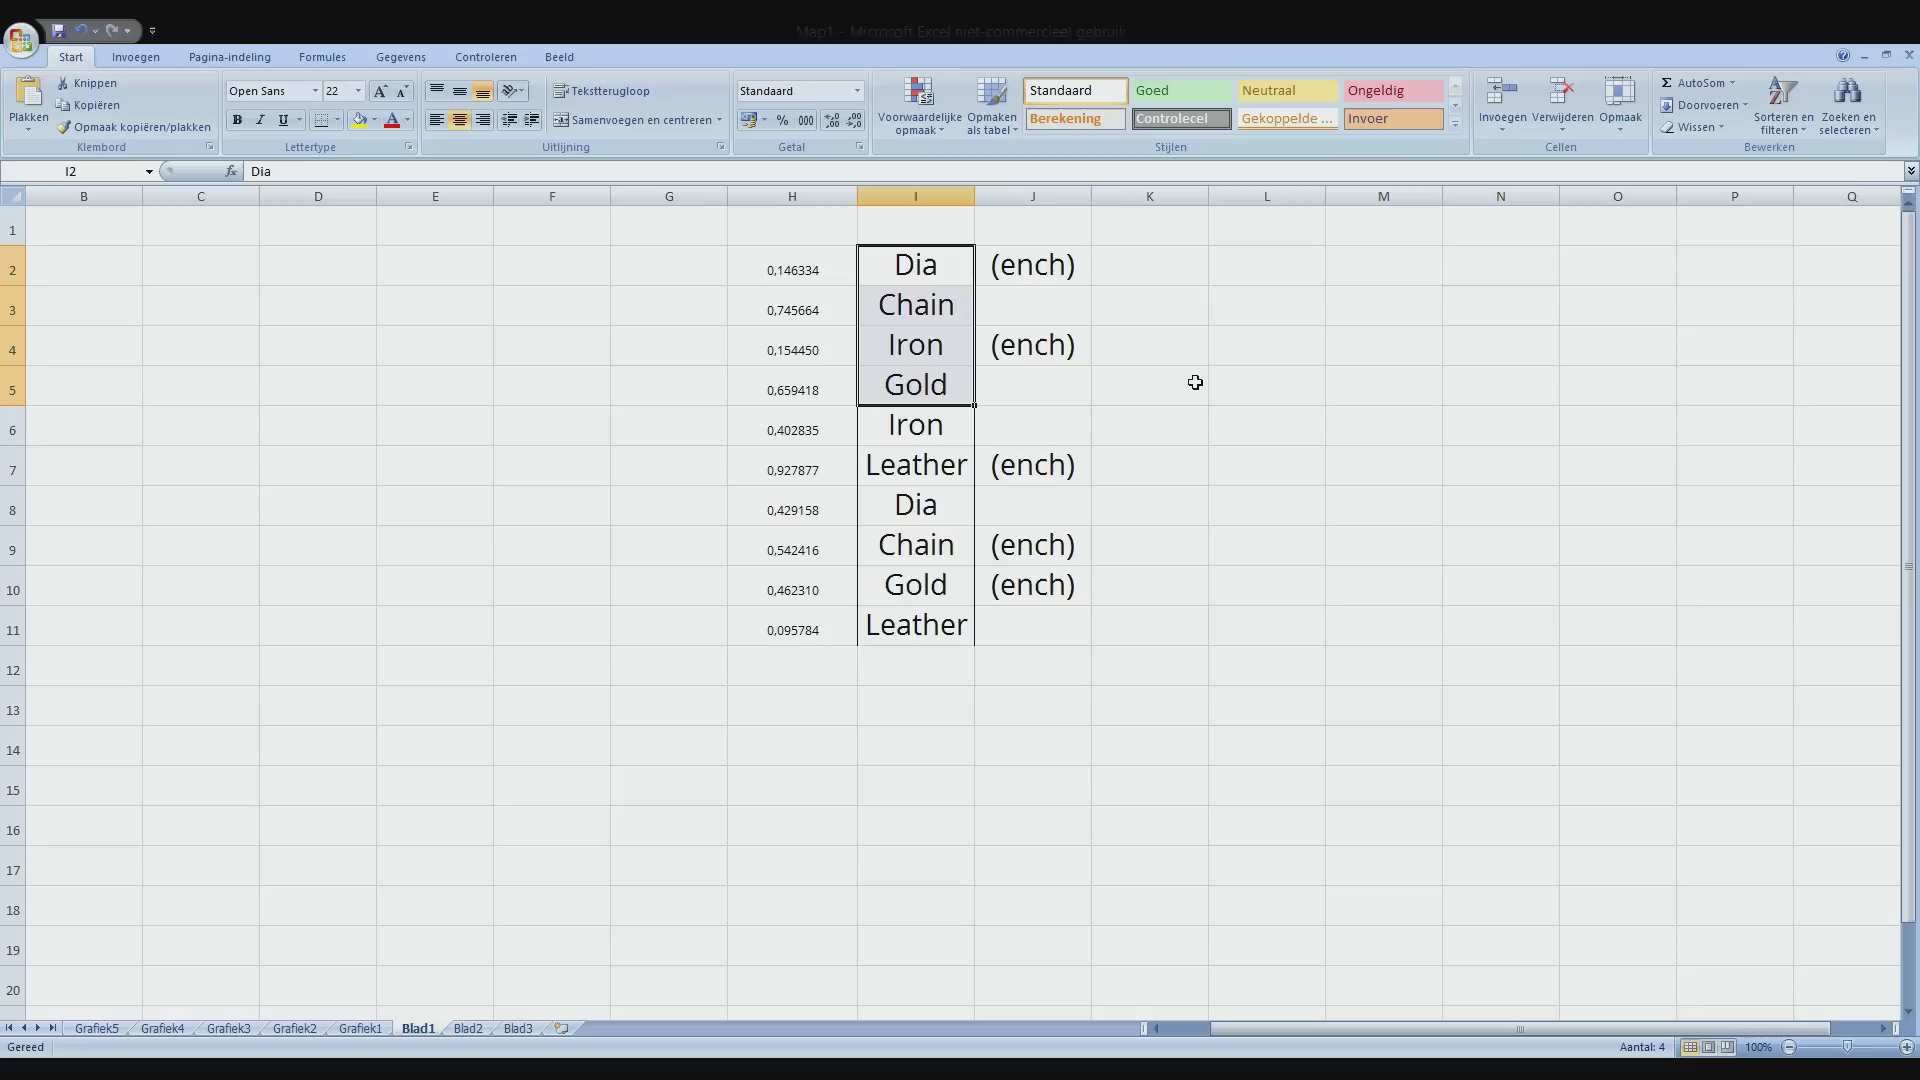 Map1 - Microsoft Excel niet-commercieel gebruik
Start Invoegen Pagina-indeling Formules Gegevens Controleren Beeld
Plakken
Knippen
Kopiëren
Opmaak kopiëren/plakken
Klembord
Open Sans 22
Lettertype
Tekstterugloop
Samenvoegen en centreren
Uitlijning
Standaard
% 000
Getal
Voorwaardelijke opmaak
Opmaken als tabel
Standaard Goed Neutraal Ongeldig
Berekening Controlecel Gekoppelde ... Invoer
Stijlen
Invoegen Verwijderen Opmaak
Cellen
Σ AutoSom
Doorvoeren
Wissen
Sorteren en filteren
Zoeken en selecteren
Bewerken
I2 fx Dia
B C D E F G H I J K L M N O P Q
1
2 0,146334 Dia (ench)
3 0,745664 Chain
4 0,154450 Iron (ench)
5 0,659418 Gold
6 0,402835 Iron
7 0,927877 Leather (ench)
8 0,429158 Dia
9 0,542416 Chain (ench)
10 0,462310 Gold (ench)
11 0,095784 Leather
12
13
14
15
16
17
18
19
20
Grafiek5 Grafiek4 Grafiek3 Grafiek2 Grafiek1 Blad1 Blad2 Blad3
Gereed Aantal: 4 100%